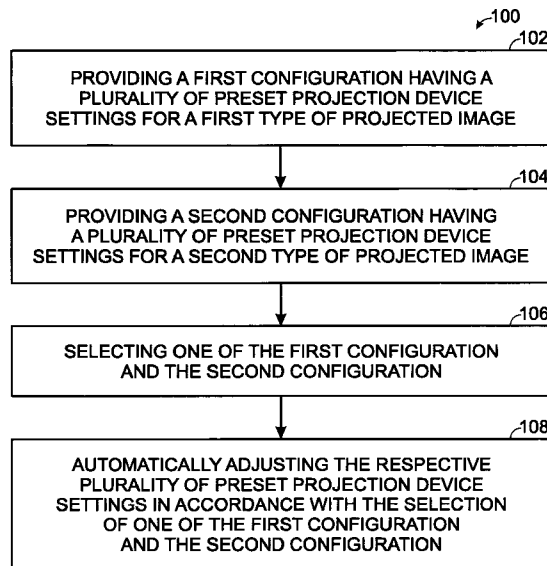 100
102
PROVIDING A FIRST CONFIGURATION HAVING A
PLURALITY OF PRESET PROJECTION DEVICE
SETTINGS FOR A FIRST TYPE OF PROJECTED IMAGE
104
PROVIDING A SECOND CONFIGURATION HAVING
A PLURALITY OF PRESET PROJECTION DEVICE
SETTINGS FOR A SECOND TYPE OF PROJECTED IMAGE
106
SELECTING ONE OF THE FIRST CONFIGURATION
AND THE SECOND CONFIGURATION
108
AUTOMATICALLY ADJUSTING THE RESPECTIVE
PLURALITY OF PRESET PROJECTION DEVICE
SETTINGS IN ACCORDANCE WITH THE SELECTION
OF ONE OF THE FIRST CONFIGURATION
AND THE SECOND CONFIGURATION